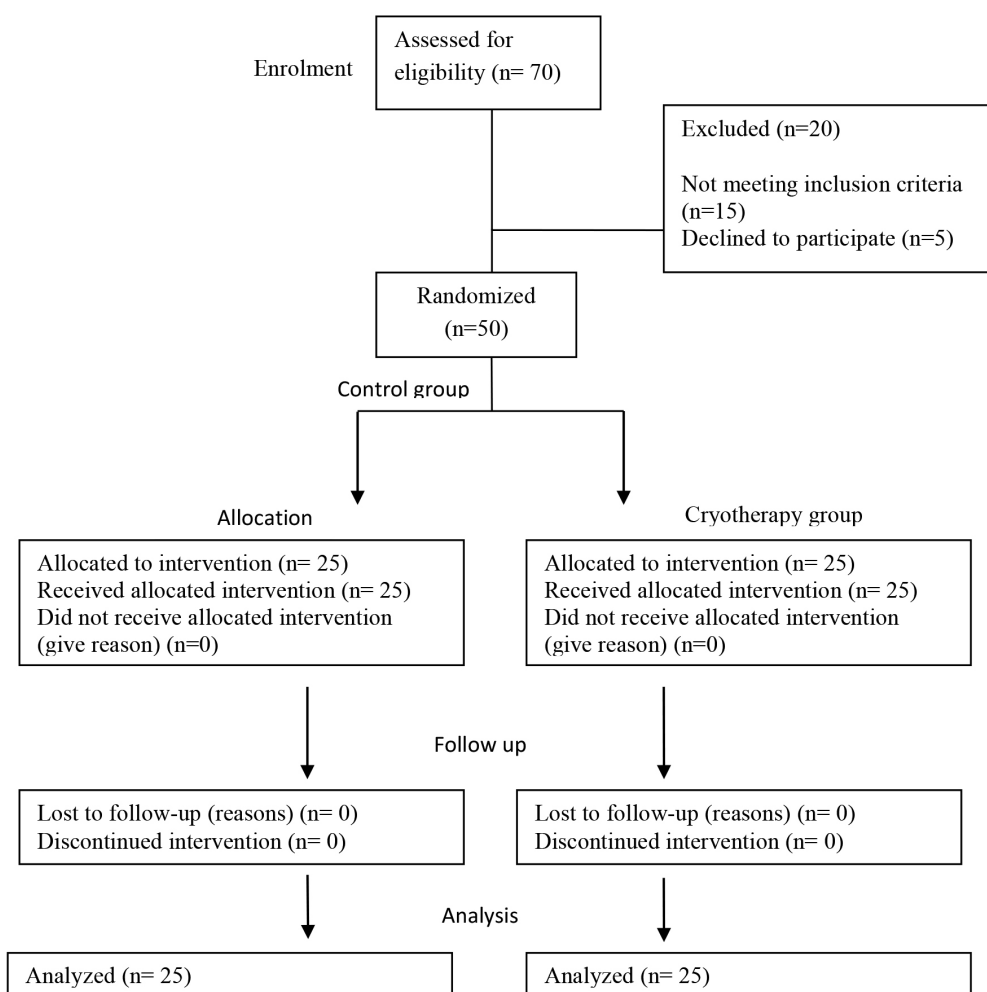 Assessed for
eligibility (n= 70)
Enrolment
Excluded (n=20)
Not meeting inclusion criteria
(n=15)
Declined to participate (n=5)
Randomized
(n=50)
Control group
Allocation
Cryotherapy group
Allocated to intervention (n= 25)
Received allocated intervention (n= 25)
Did not receive allocated intervention
(give reason) (n=0)
Allocated to intervention (n= 25)
Received allocated intervention (n= 25)
Did not receive allocated intervention
(give reason) (n=0)
Follow up
Lost to follow-up (reasons) (n= 0)
Discontinued intervention (n= 0)
Lost to follow-up (reasons) (n= 0)
Discontinued intervention (n= 0)
Analysis
Analyzed (n= 25)
Analyzed (n= 25)